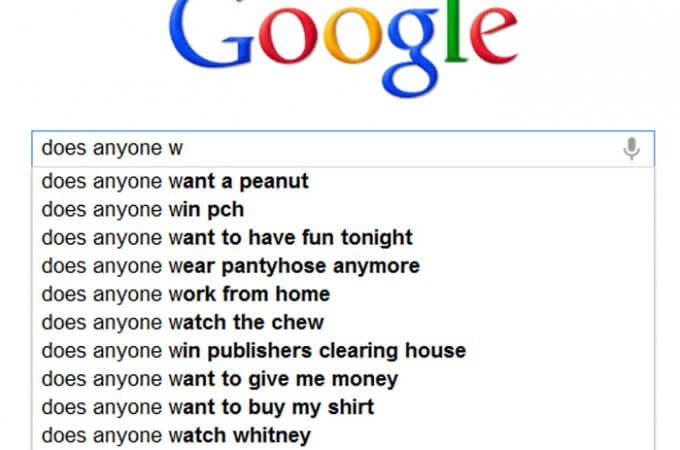 Google
does anyone w
does anyone want a peanut
does anyone win pch
does anyone want to have fun tonight
does anyone wear pantyhose anymore
does anyone work from home
does anyone watch the chew
does anyone win publishers clearing house
does anyone want to give me money
does anyone want to buy my shirt
does anyone watch whitney